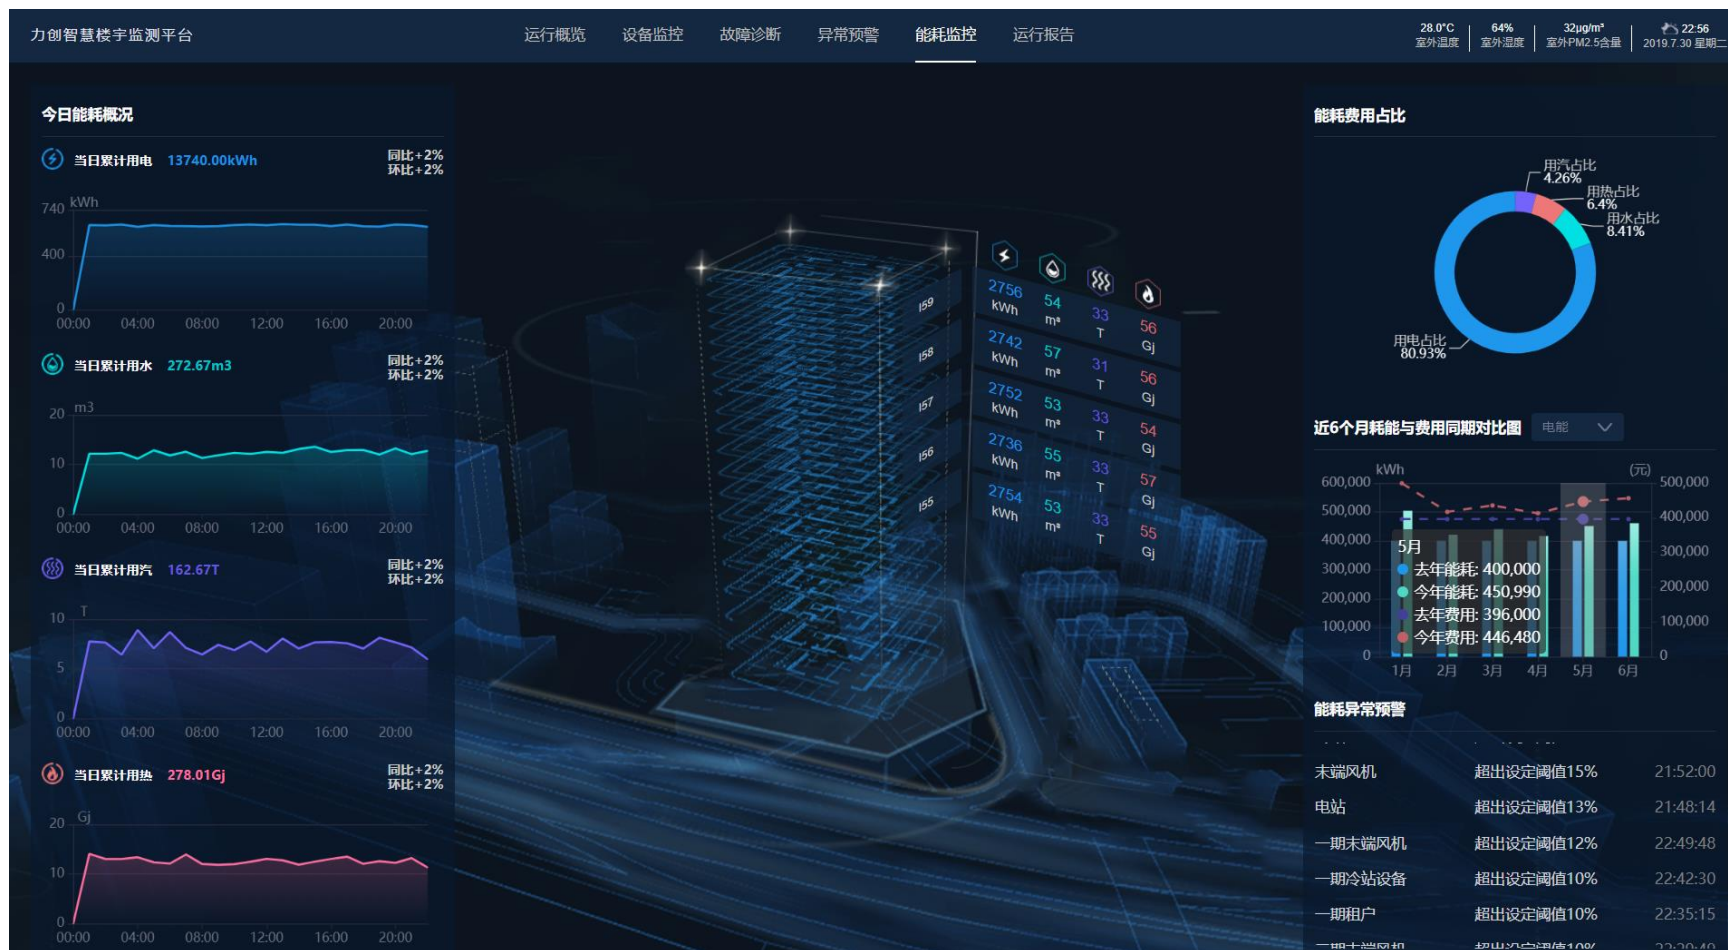 力创智慧楼宇监测平台
运行概览 设备监控 故障诊断 异常预警 能耗监控 运行报告
28.0°C 64% 32μg/m³ 22:56
室外温度 室外湿度 室外PM2.5含量 2019.7.30 星期二
今日能耗概况
当日累计用电 13740.00kWh
同比+2%
环比+2%
kWh
740
400
0
00:00 04:00 08:00 12:00 16:00 20:00
当日累计用水 272.67m3
同比+2%
环比+2%
m3
20
10
0
00:00 04:00 08:00 12:00 16:00 20:00
当日累计用汽 162.67T
同比+2%
环比+2%
T
10
5
0
00:00 04:00 08:00 12:00 16:00 20:00
当日累计用热 278.01Gj
同比+2%
环比+2%
Gj
20
10
0
00:00 04:00 08:00 12:00 16:00 20:00
l59 2756 54 33 56
kWh m³ T Gj
l58 2742 57 31 56
kWh m³ T Gj
l57 2752 53 33 54
kWh m³ T Gj
l56 2736 55 33 57
kWh m³ T Gj
l55 2754 53 33 55
kWh m³ T Gj
能耗费用占比
用汽占比
4.26%
用热占比
6.4%
用水占比
8.41%
用电占比
80.93%
近6个月耗能与费用同期对比图 电能
kWh (元)
600,000 500,000
500,000 400,000
400,000 300,000
300,000 200,000
200,000 100,000
100,000 0
0
5月
去年能耗: 400,000
今年能耗: 450,990
去年费用: 396,000
今年费用: 446,480
1月 2月 3月 4月 5月 6月
能耗异常预警
末端风机 超出设定阈值15% 21:52:00
电站 超出设定阈值13% 21:48:14
一期末端风机 超出设定阈值12% 22:49:48
一期冷站设备 超出设定阈值10% 22:42:30
一期租户 超出设定阈值10% 22:35:15